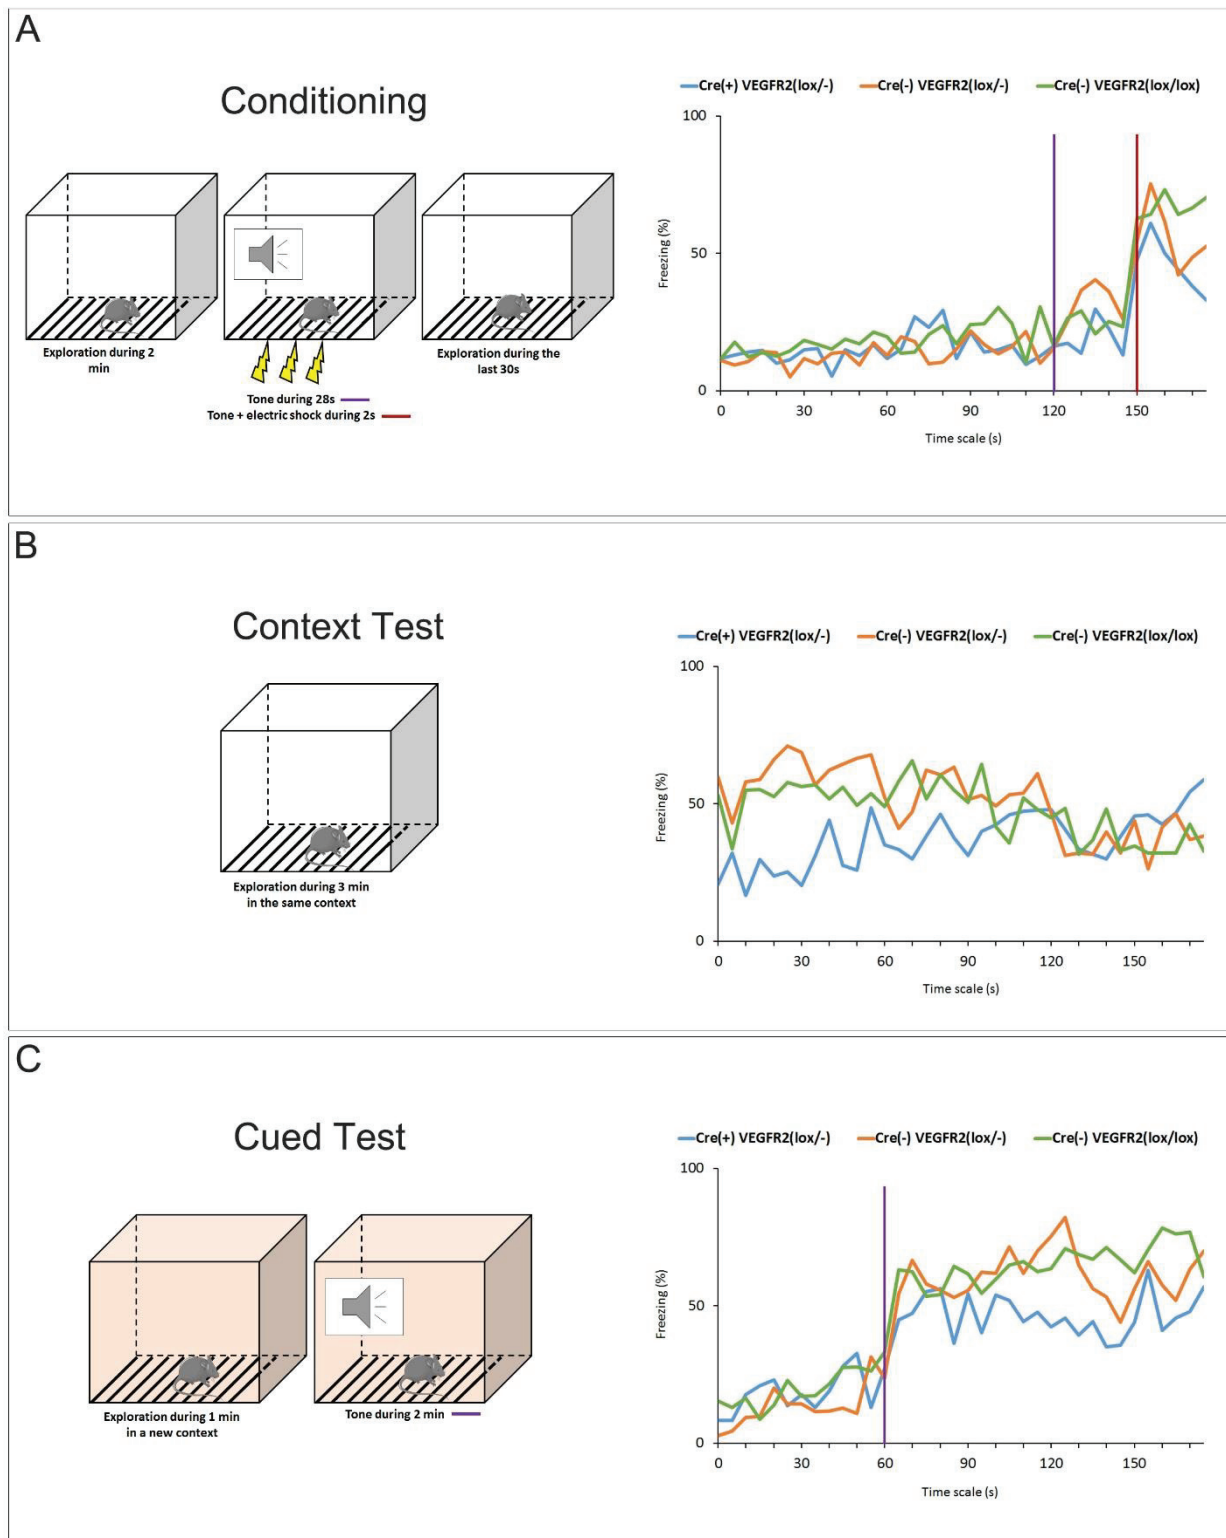 A
Conditioning
Exploration during 2
min
Tone during 28s
Tone + electric shock during 2s
Exploration during the
last 30s
Cre(+) VEGFR2(lox/-) Cre(-) VEGFR2(lox/-) Cre(-) VEGFR2(lox/lox)
100
50
0
Freezing (%)
0 30 60 90 120 150
Time scale (s)
B
Context Test
Exploration during 3 min
in the same context
Cre(+) VEGFR2(lox/-) Cre(-) VEGFR2(lox/-) Cre(-) VEGFR2(lox/lox)
100
50
0
Freezing (%)
0 30 60 90 120 150
Time scale (s)
C
Cued Test
Exploration during 1 min
in a new context
Tone during 2 min
Cre(+) VEGFR2(lox/-) Cre(-) VEGFR2(lox/-) Cre(-) VEGFR2(lox/lox)
100
50
0
Freezing (%)
0 30 60 90 120 150
Time scale (s)